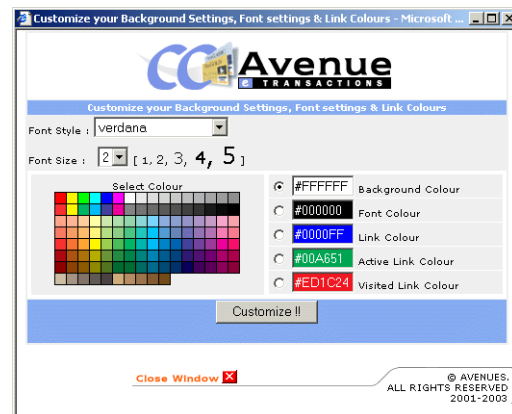 Customize your Background Settings, Font settings & Link Colours - Microsoft ...
CCAvenue
e TRANSACTIONS
Customize your Background Settings, Font settings & Link Colours
Font Style : verdana
Font Size : 2 [ 1, 2, 3, 4, 5 ]
Select Colour
#FFFFFF Background Colour
#000000 Font Colour
#0000FF Link Colour
#00A651 Active Link Colour
#ED1C24 Visited Link Colour
Customize !!
Close Window X
© AVENUES.
ALL RIGHTS RESERVED
2001-2003